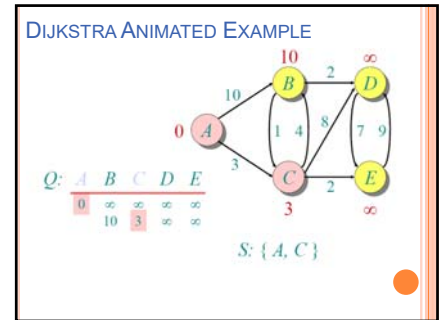 DIJKSTRA ANIMATED EXAMPLE
10 ∞
B 2 D
10
0 A 1 4 8 7 9
3
Q: A B C D E
C 2 E
0 ∞ ∞ ∞ ∞
10 3 ∞ ∞
3 ∞
S: { A, C }